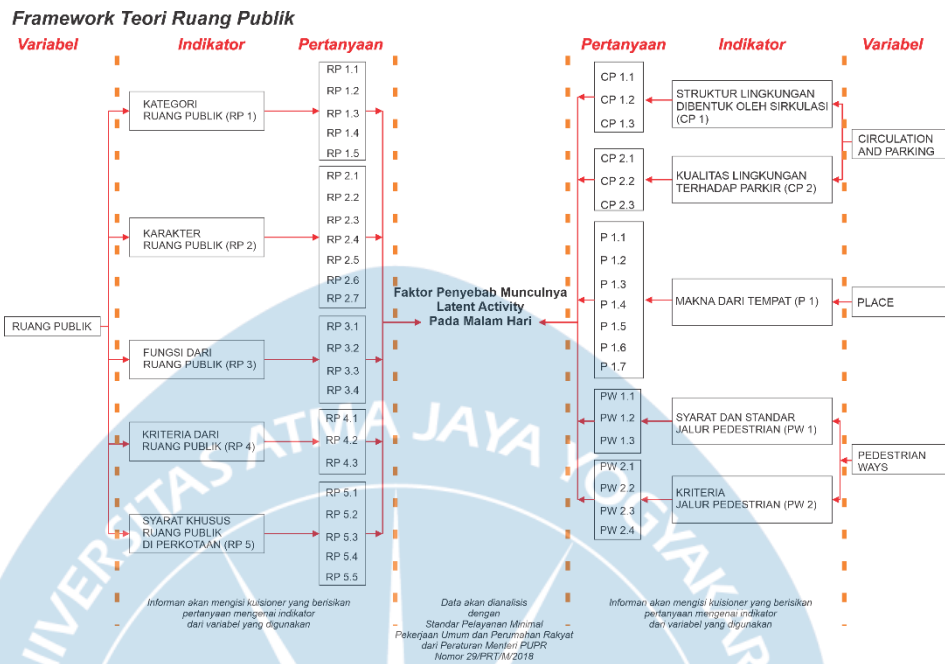 Framework Teori Ruang Publik
Variabel
Indikator
Pertanyaan
Pertanyaan
Indikator
Variabel
RUANG PUBLIK
KATEGORI
RUANG PUBLIK (RP 1)
RP 1.1
RP 1.2
RP 1.3
RP 1.4
RP 1.5
KARAKTER
RUANG PUBLIK (RP 2)
RP 2.1
RP 2.2
RP 2.3
RP 2.4
RP 2.5
RP 2.6
RP 2.7
FUNGSI DARI
RUANG PUBLIK (RP 3)
RP 3.1
RP 3.2
RP 3.3
RP 3.4
KRITERIA DARI
RUANG PUBLIK (RP 4)
RP 4.1
RP 4.2
RP 4.3
SYARAT KHUSUS
RUANG PUBLIK
DI PERKOTAAN (RP 5)
RP 5.1
RP 5.2
RP 5.3
RP 5.4
RP 5.5
Faktor Penyebab Munculnya
Latent Activity
Pada Malam Hari
CP 1.1
CP 1.2
CP 1.3
STRUKTUR LINGKUNGAN
DIBENTUK OLEH SIRKULASI
(CP 1)
CIRCULATION
AND PARKING
CP 2.1
CP 2.2
CP 2.3
KUALITAS LINGKUNGAN
TERHADAP PARKIR (CP 2)
P 1.1
P 1.2
P 1.3
P 1.4
P 1.5
P 1.6
P 1.7
MAKNA DARI TEMPAT (P 1)
PLACE
PW 1.1
PW 1.2
PW 1.3
SYARAT DAN STANDAR
JALUR PEDESTRIAN (PW 1)
PEDESTRIAN
WAYS
PW 2.1
PW 2.2
PW 2.3
PW 2.4
KRITERIA
JALUR PEDESTRIAN (PW 2)
Informan akan mengisi kuisioner yang berisikan
pertanyaan mengenai indikator
dari variabel yang digunakan
Data akan dianalisis
dengan
Standar Pelayanan Minimal
Pekerjaan Umum dan Perumahan Rakyat
dari Peraturan Menteri PUPR
Nomor 29/PRT/M/2018
Informan akan mengisi kuisioner yang berisikan
pertanyaan mengenai indikator
dari variabel yang digunakan
UNIVERSITAS ATMA JAYA YOGYAKAR